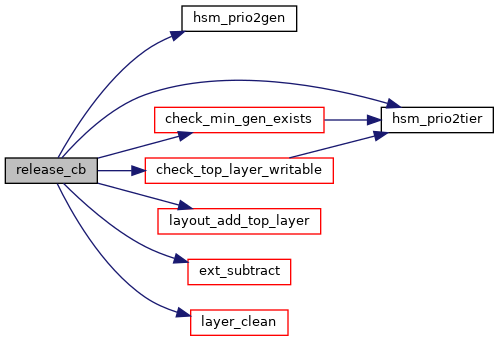 hsm_prio2gen
check_min_gen_exists
hsm_prio2tier
release_cb
check_top_layer_writable
layout_add_top_layer
ext_subtract
layer_clean